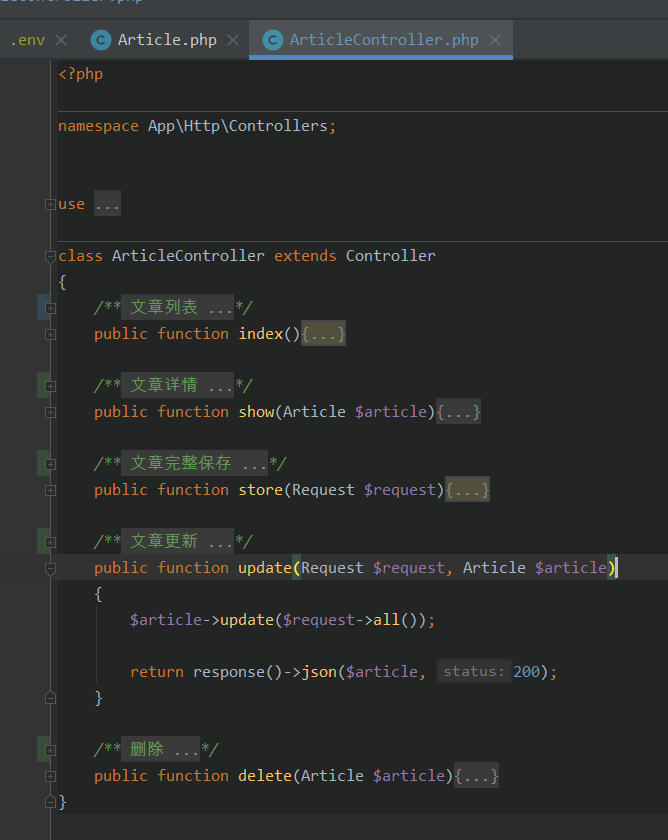 .env Article.php ArticleController.php
<?php
namespace App\Http\Controllers;
use ...
class ArticleController extends Controller
{
/** 文章列表 ...*/
public function index(){...}
/** 文章详情 ...*/
public function show(Article $article){...}
/** 文章完整保存 ...*/
public function store(Request $request){...}
/** 文章更新 ...*/
public function update(Request $request, Article $article)
{
$article->update($request->all());
return response()->json($article, status: 200);
}
/** 删除 ...*/
public function delete(Article $article){...}
}